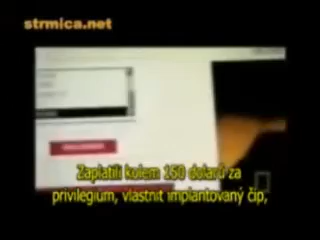 strmica.net
Zaplatili kolem 150 dolarů za
privilegium, vlastnit implantovaný čip,